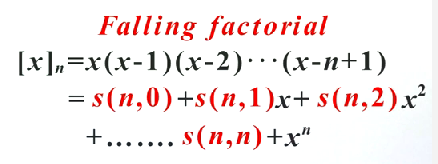 Falling factorial
[x]ₙ=x(x-1)(x-2)···(x-n+1)
= s(n,0)+s(n,1)x+ s(n,2)x²
+....... s(n,n)+xⁿ